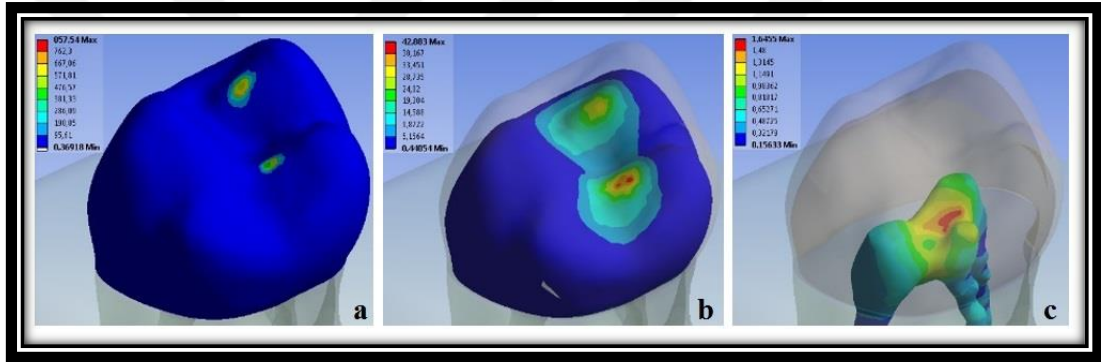 057.54 Max
762,3
667,06
571,81
476,57
381,33
286,09
190,85
95,61
0.36918 Min
a
42.883 Max
38,167
33,451
28,735
24,02
19,304
14,588
9,8722
5,1564
0.44054 Min
b
1,6455 Max
1,48
1,3145
1,1491
0,98362
0,81817
0,65271
0,48725
0,32179
0,15633 Min
c